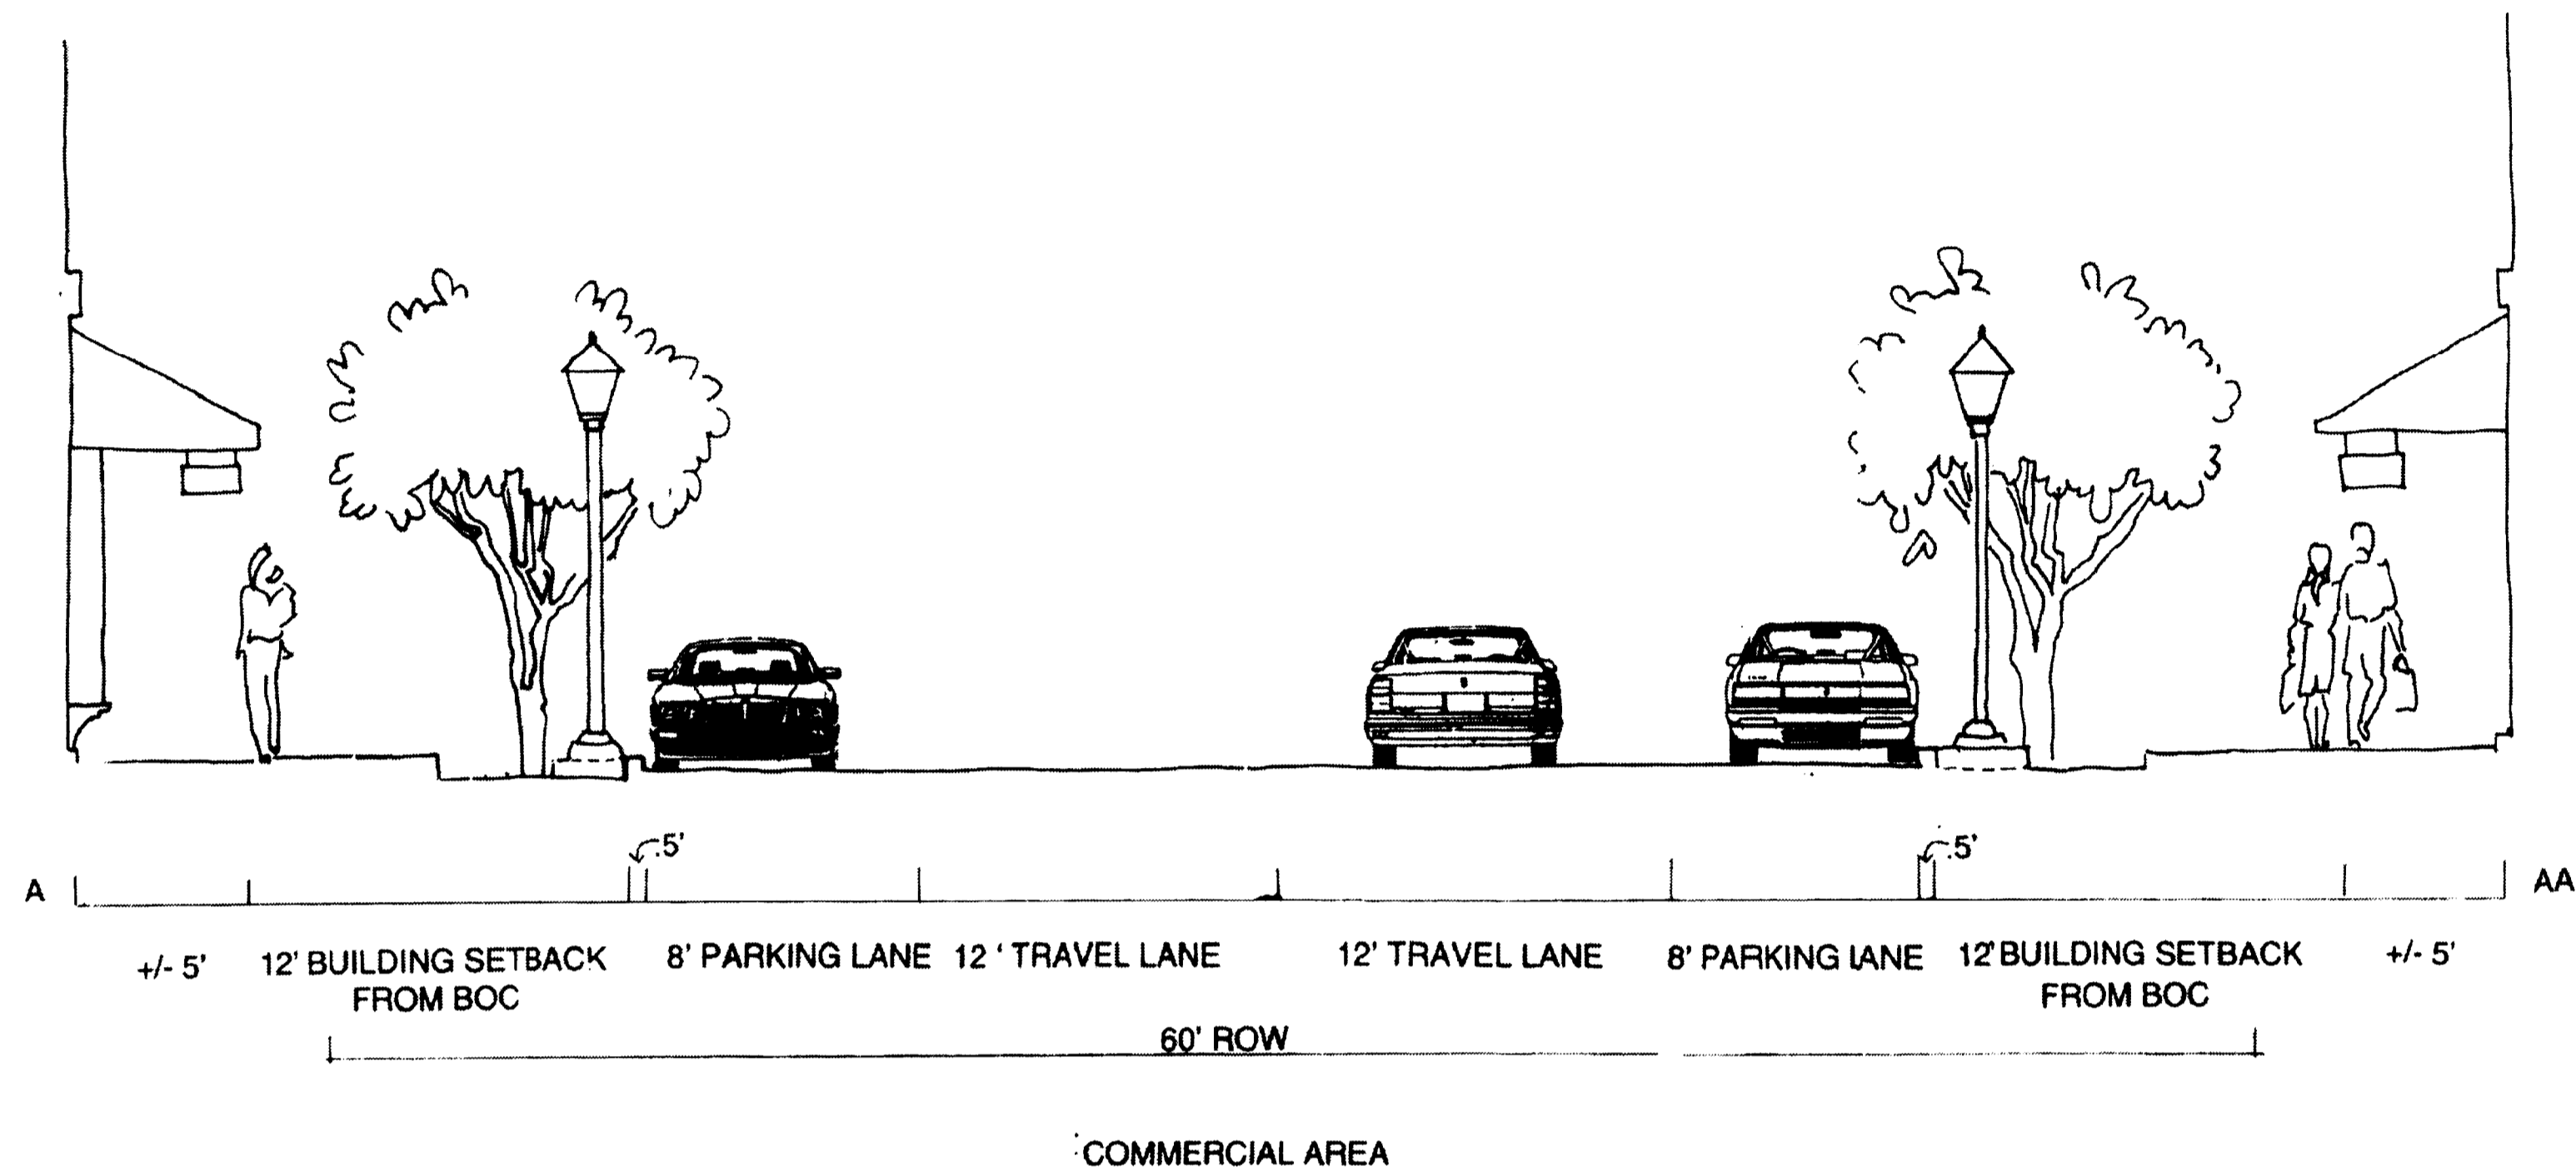 .5'
.5'
A
AA
+/- 5'
12' BUILDING SETBACK
FROM BOC
8' PARKING LANE
12 ' TRAVEL LANE
12' TRAVEL LANE
8' PARKING LANE
12' BUILDING SETBACK
FROM BOC
+/- 5'
60' ROW
COMMERCIAL AREA